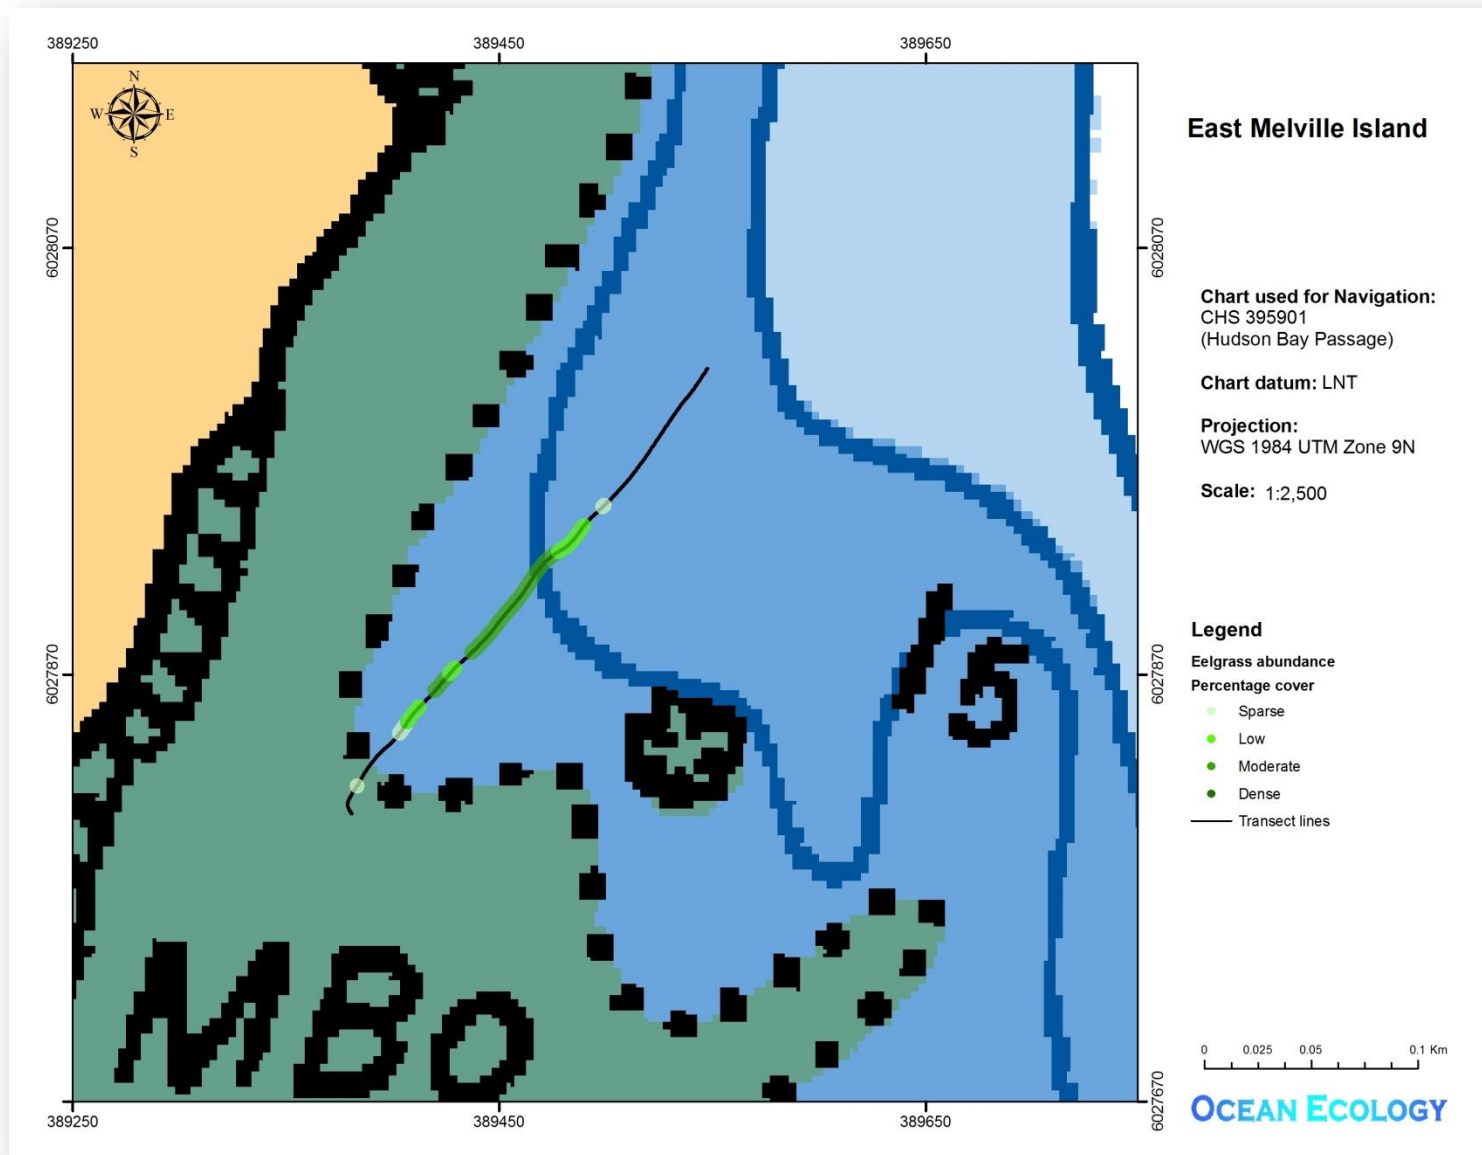 389250
389450
389650
N
W E
S
6028070
6028070
6027870
6027870
6027670
15
MBo
389250
389450
389650
East Melville Island
Chart used for Navigation:
CHS 395901
(Hudson Bay Passage)
Chart datum: LNT
Projection:
WGS 1984 UTM Zone 9N
Scale: 1:2,500
Legend
Eelgrass abundance
Percentage cover
Sparse
Low
Moderate
Dense
Transect lines
0 0.025 0.05 0.1 Km
OCEAN ECOLOGY